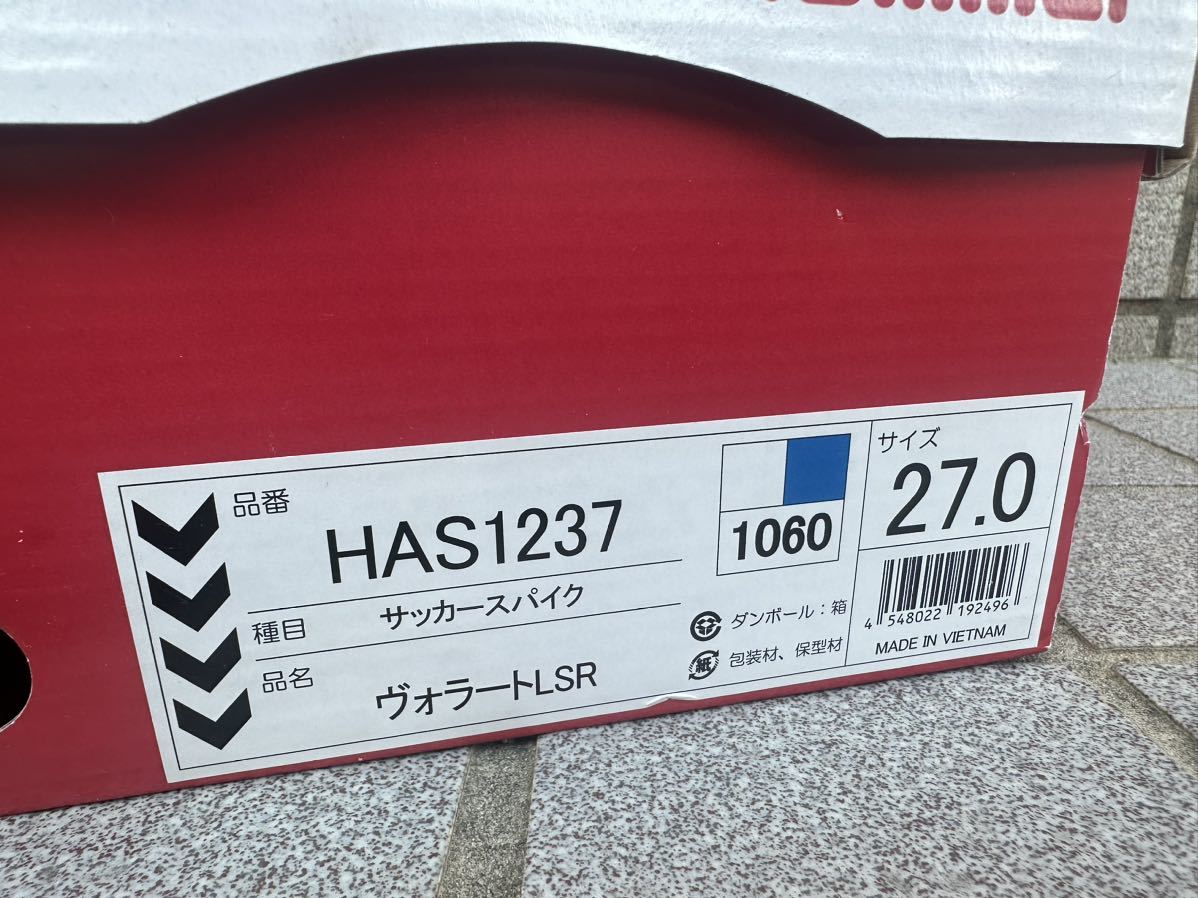 品番
HAS1237
種目
サッカースパイク
品名
ヴォラートLSR
1060
ダンボール：箱
紙
包装材、保型材
サイズ
27.0
4 548022 192496
MADE IN VIETNAM